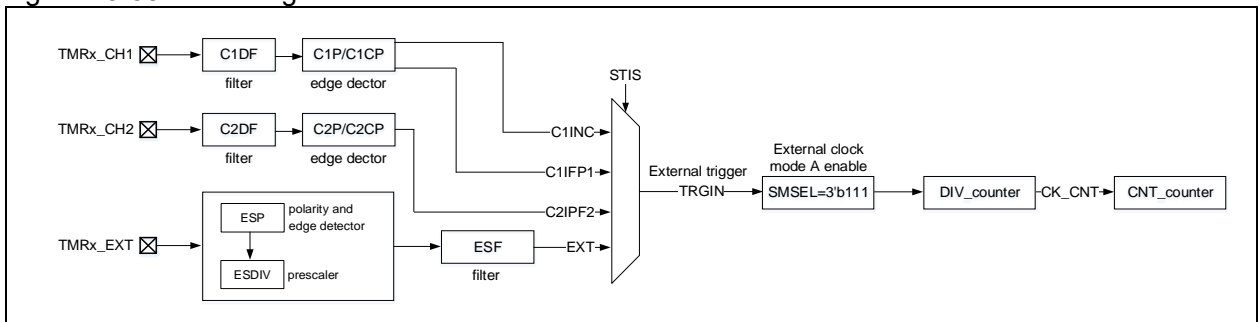 TMRx_CH1
C1DF
filter
C1P/C1CP
edge dector
STIS
TMRx_CH2
C2DF
filter
C2P/C2CP
edge dector
C1INC
C1IFP1
C2IPF2
EXT
External trigger
TRGIN
External clock
mode A enable
SMSEL=3'b111
DIV_counter
CK_CNT
CNT_counter
TMRx_EXT
ESP
polarity and
edge detector
ESDIV
prescaler
ESF
filter